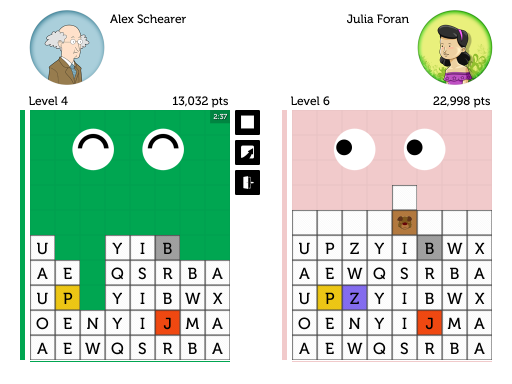 Alex Schearer
Julia Foran
Level 4 13,032 pts
Level 6 22,998 pts
2:37
U Y I B
A E Q S R B A
U P Y I B W X
O E N Y I J M A
A E W Q S R B A
U P Z Y I B W X
A E W Q S R B A
U P Z Y I B W X
O E N Y I J M A
A E W Q S R B A